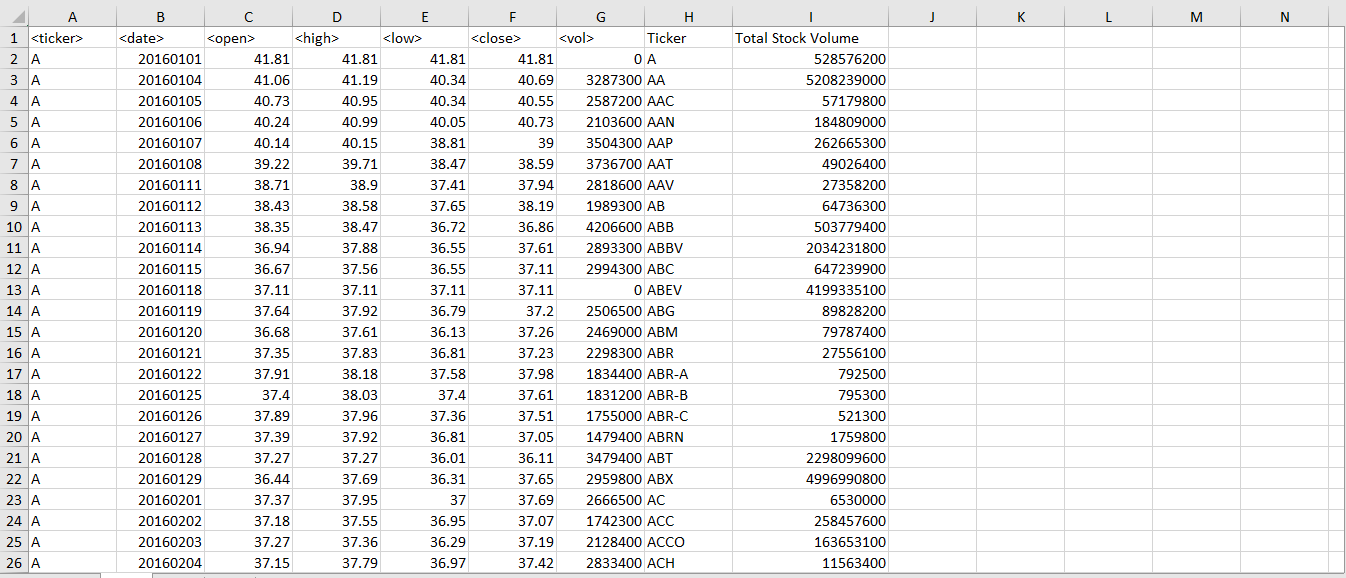 A B C D E F G H I J K L M N
1 <ticker> <date> <open> <high> <low> <close> <vol> Ticker Total Stock Volume
2 A 20160101 41.81 41.81 41.81 41.81 0 A 528576200
3 A 20160104 41.06 41.19 40.34 40.69 3287300 AA 5208239000
4 A 20160105 40.73 40.95 40.34 40.55 2587200 AAC 57179800
5 A 20160106 40.24 40.99 40.05 40.73 2103600 AAN 184809000
6 A 20160107 40.14 40.15 38.81 39 3504300 AAP 262665300
7 A 20160108 39.22 39.71 38.47 38.59 3736700 AAT 49026400
8 A 20160111 38.71 38.9 37.41 37.94 2818600 AAV 27358200
9 A 20160112 38.43 38.58 37.65 38.19 1989300 AB 64736300
10 A 20160113 38.35 38.47 36.72 36.86 4206600 ABB 503779400
11 A 20160114 36.94 37.88 36.55 37.61 2893300 ABBV 2034231800
12 A 20160115 36.67 37.56 36.55 37.11 2994300 ABC 647239900
13 A 20160118 37.11 37.11 37.11 37.11 0 ABEV 4199335100
14 A 20160119 37.64 37.92 36.79 37.2 2506500 ABG 89828200
15 A 20160120 36.68 37.61 36.13 37.26 2469000 ABM 79787400
16 A 20160121 37.35 37.83 36.81 37.23 2298300 ABR 27556100
17 A 20160122 37.91 38.18 37.58 37.98 1834400 ABR-A 792500
18 A 20160125 37.4 38.03 37.4 37.61 1831200 ABR-B 795300
19 A 20160126 37.89 37.96 37.36 37.51 1755000 ABR-C 521300
20 A 20160127 37.39 37.92 36.81 37.05 1479400 ABRN 1759800
21 A 20160128 37.27 37.27 36.01 36.11 3479400 ABT 2298099600
22 A 20160129 36.44 37.69 36.31 37.65 2959800 ABX 4996990800
23 A 20160201 37.37 37.95 37 37.69 2666500 AC 6530000
24 A 20160202 37.18 37.55 36.95 37.07 1742300 ACC 258457600
25 A 20160203 37.27 37.36 36.29 37.19 2128400 ACCO 163653100
26 A 20160204 37.15 37.79 36.97 37.42 2833400 ACH 11563400